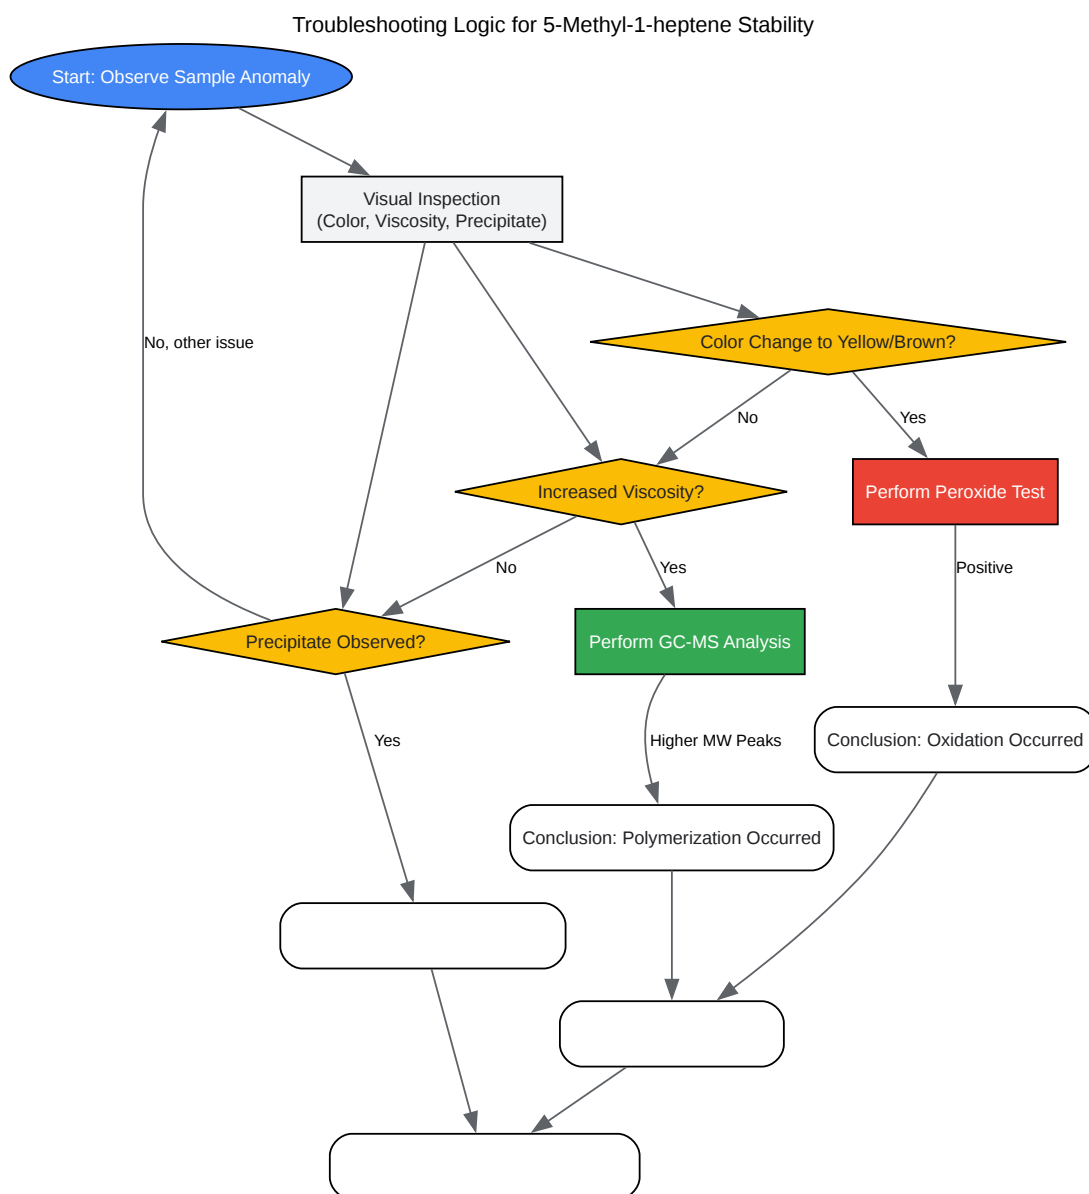 Troubleshooting Logic for 5-Methyl-1-heptene Stability
Start: Observe Sample Anomaly
Visual Inspection
(Color, Viscosity, Precipitate)
No, other issue
Color Change to Yellow/Brown?
No
Yes
Increased Viscosity?
Perform Peroxide Test
No
Yes
Positive
Precipitate Observed?
Perform GC-MS Analysis
Yes
Higher MW Peaks
Conclusion: Oxidation Occurred
Conclusion: Polymerization Occurred